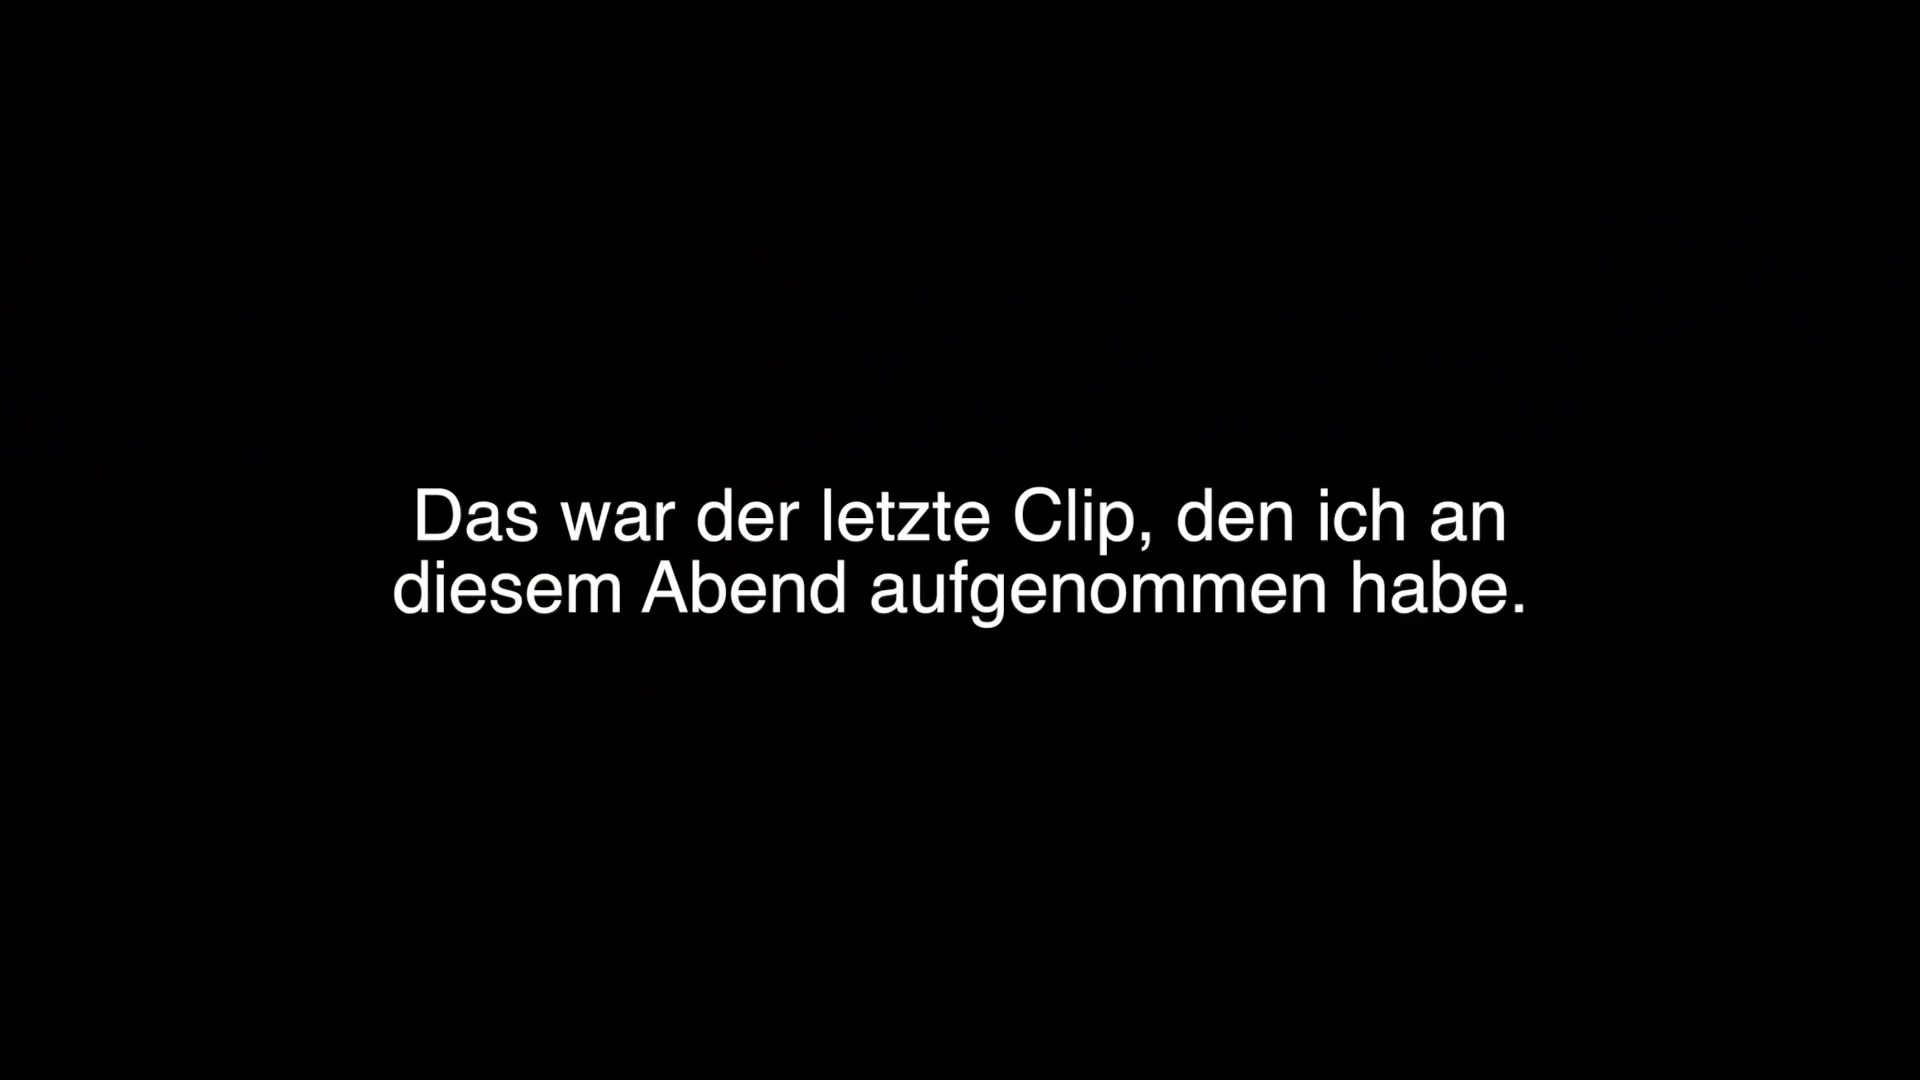 Das war der letzte Clip, den ich an
diesem Abend aufgenommen habe.